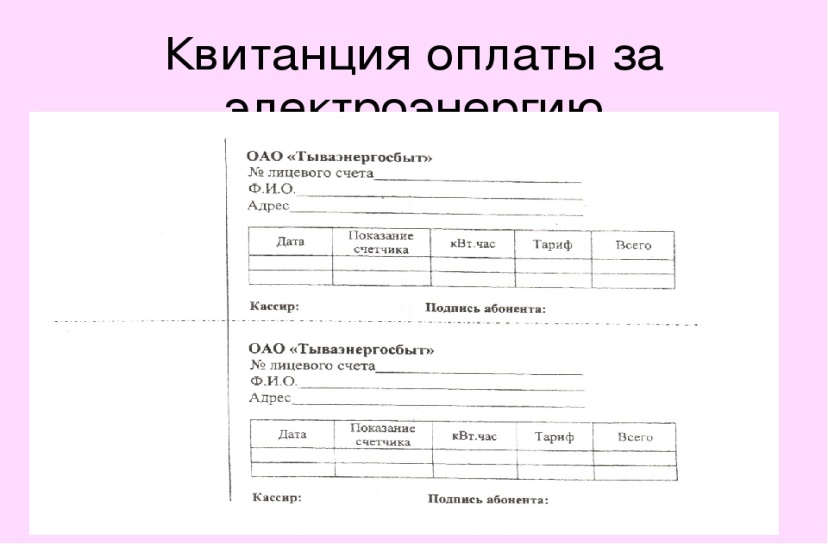 Квитанция оплаты за
электроэнергию
ОАО «Тываэнергосбыт»
№ лицевого счета
Ф.И.О.
Адрес
Дата Показание счетчика кВт.час Тариф Всего
Кассир: Подпись абонента:
ОАО «Тываэнергосбыт»
№ лицевого счета
Ф.И.О.
Адрес
Дата Показание счетчика кВт.час Тариф Всего
Кассир: Подпись абонента: